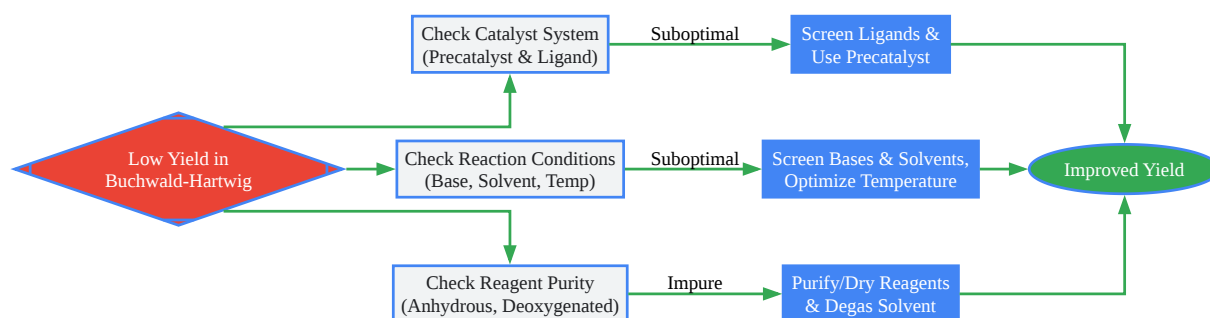 Check Catalyst System
(Precatalyst & Ligand)
Suboptimal
Screen Ligands &
Use Precatalyst
Low Yield in
Buchwald-Hartwig
Check Reaction Conditions
(Base, Solvent, Temp)
Suboptimal
Screen Bases & Solvents,
Optimize Temperature
Improved Yield
Check Reagent Purity
(Anhydrous, Deoxygenated)
Impure
Purify/Dry Reagents
& Degas Solvent